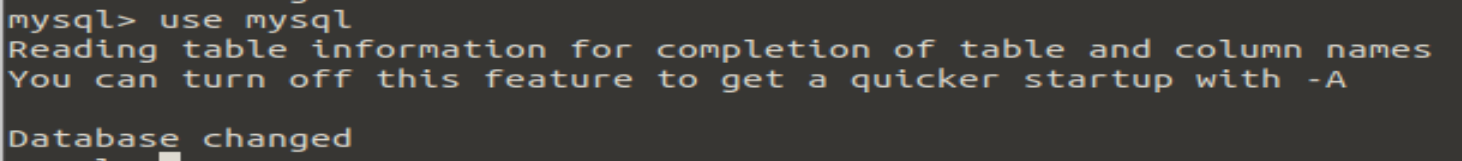 mysql> use mysql
Reading table information for completion of table and column names
You can turn off this feature to get a quicker startup with -A
Database changed